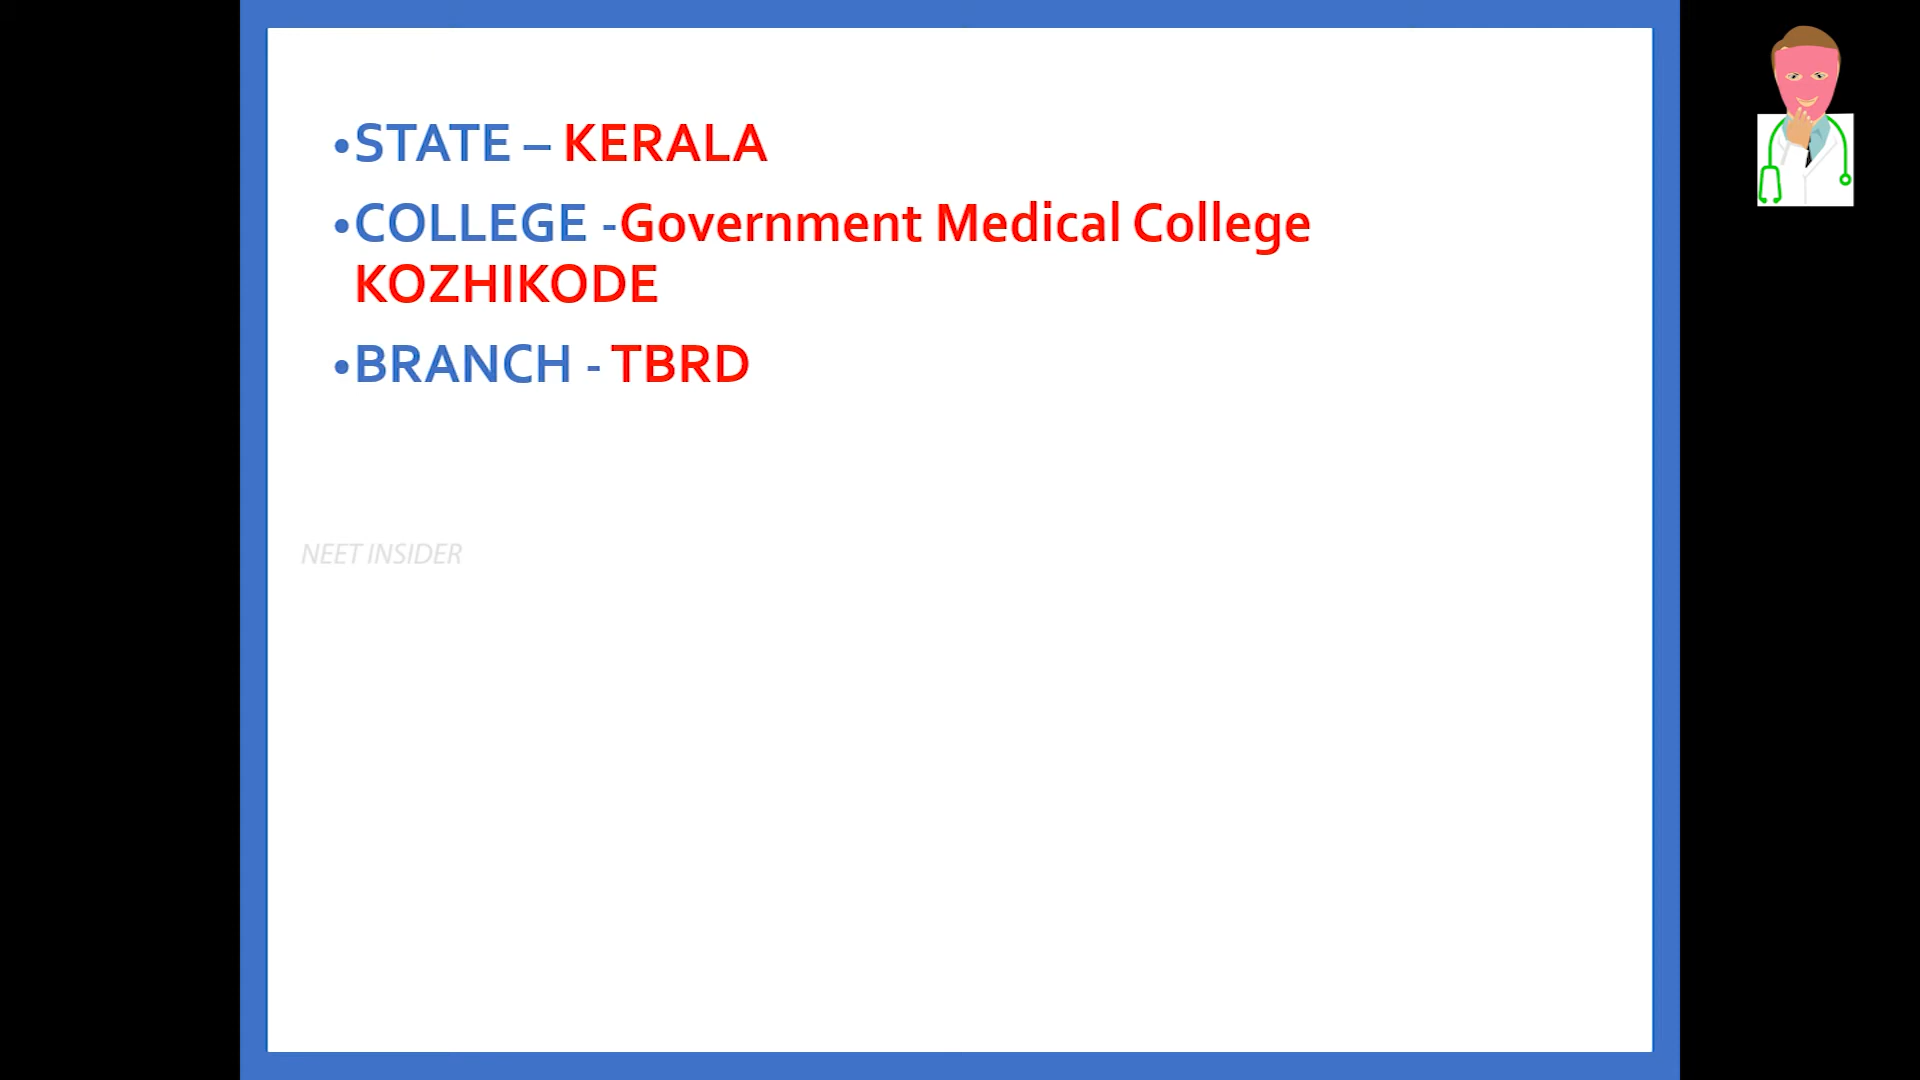 •STATE – KERALA
•COLLEGE -Government Medical College
KOZHIKODE
•BRANCH - TBRD
NEET INSIDER